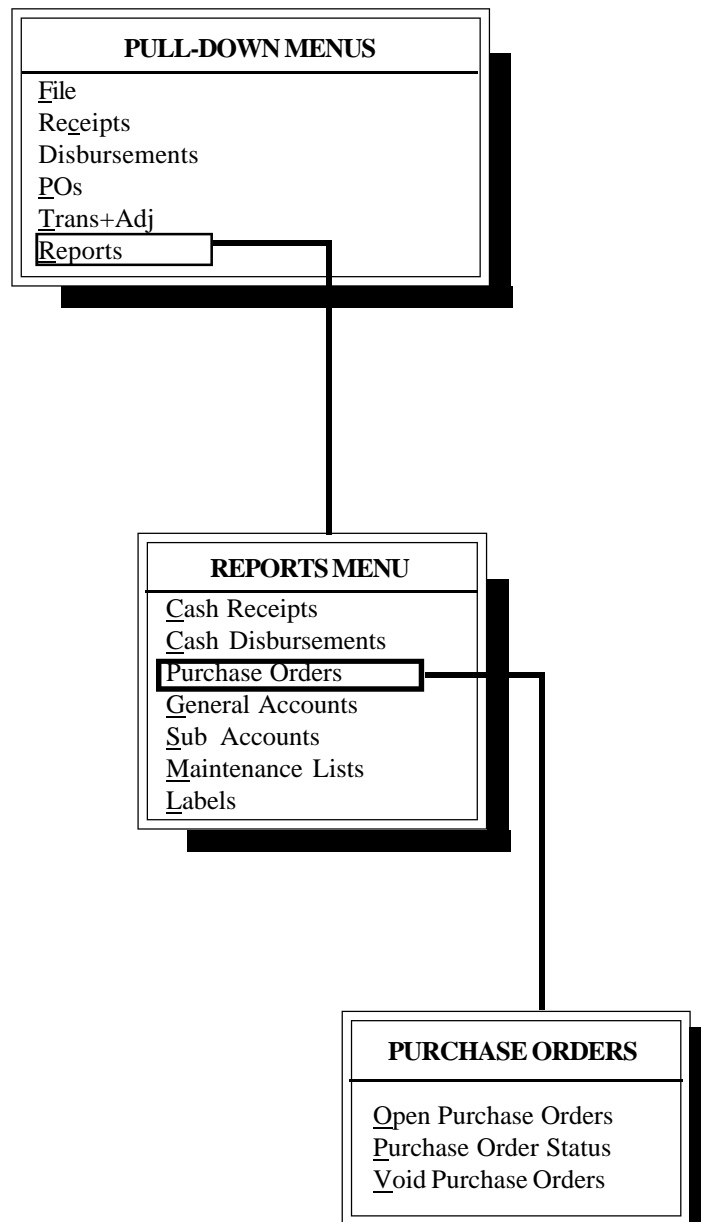 PULL-DOWN MENUS
File
Receipts
Disbursements
POs
Trans+Adj
Reports
REPORTS MENU
Cash Receipts
Cash Disbursements
Purchase Orders
General Accounts
Sub Accounts
Maintenance Lists
Labels
PURCHASE ORDERS
Open Purchase Orders
Purchase Order Status
Void Purchase Orders